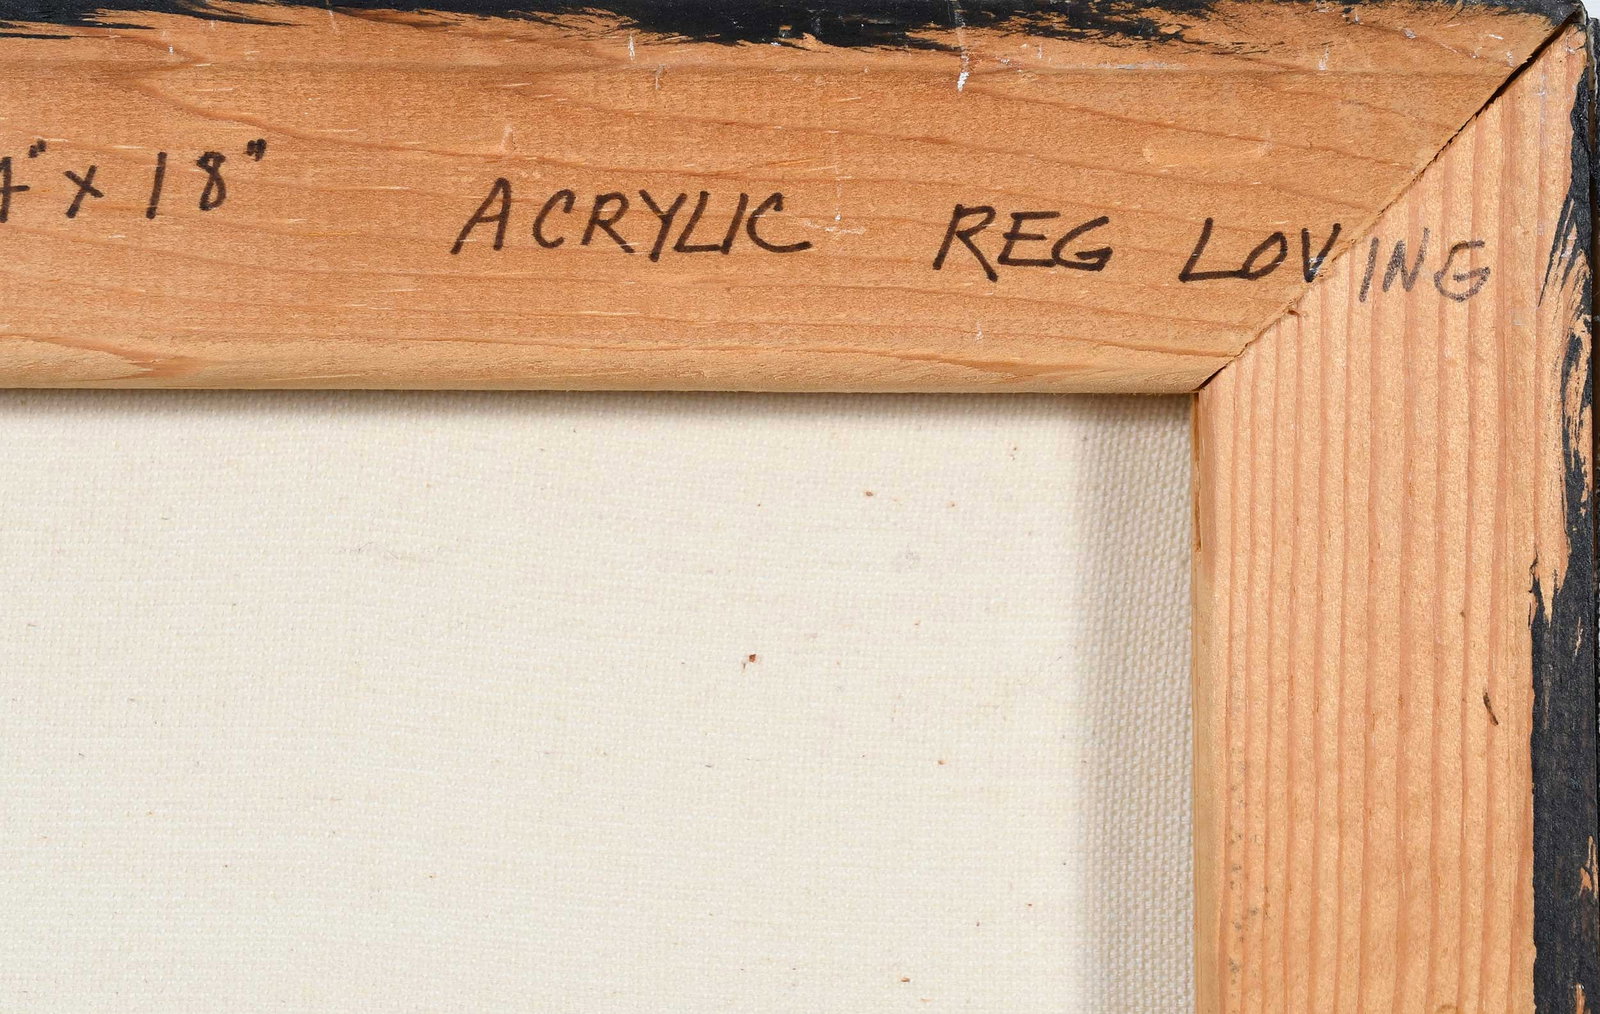 4" x 18" ACRYLIC REG LOVING